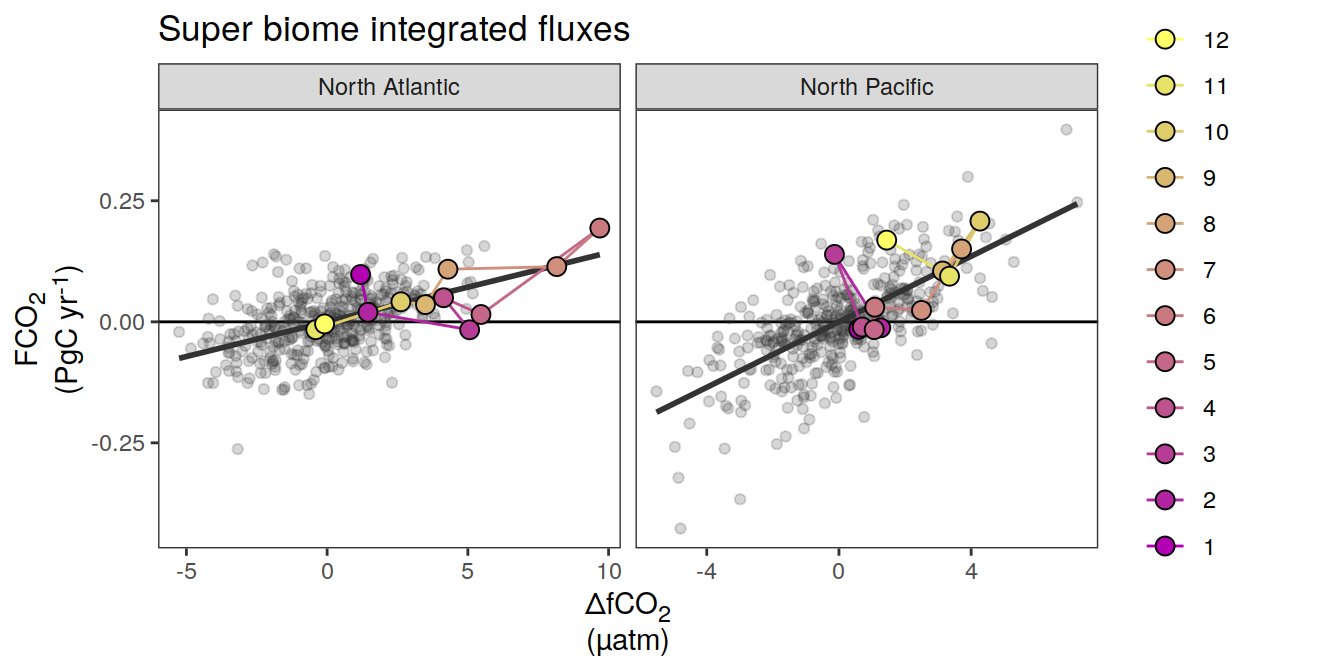 Super biome integrated fluxes
North Atlantic
North Pacific
FCO₂
(PgC yr⁻¹)
0.25
0.00
-0.25
-5 0 5 10
-4 0 4
ΔfCO₂
(µatm)
12
11
10
9
8
7
6
5
4
3
2
1